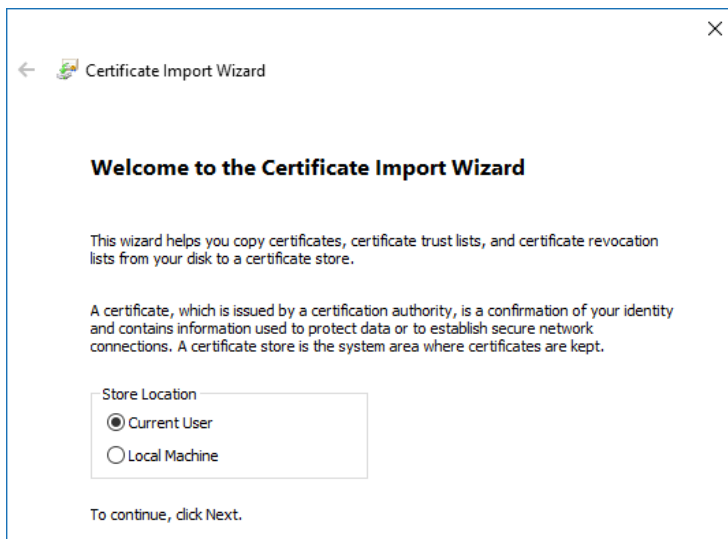 Certificate Import Wizard
Welcome to the Certificate Import Wizard
This wizard helps you copy certificates, certificate trust lists, and certificate revocation
lists from your disk to a certificate store.
A certificate, which is issued by a certification authority, is a confirmation of your identity
and contains information used to protect data or to establish secure network
connections. A certificate store is the system area where certificates are kept.
Store Location
Current User
Local Machine
To continue, click Next.